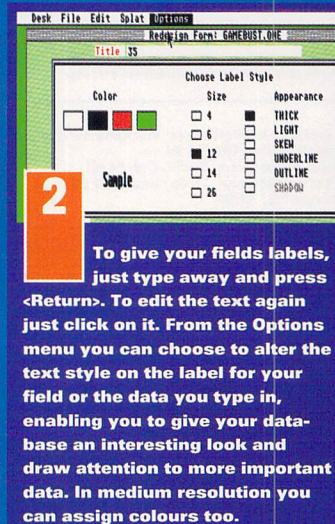 Desk File Edit Splat Options
Redesign Form: GAMEBUST.ONE
Title 35
Choose Label Style
Color Size Appearance
4 THICK
6 LIGHT
12 SKEW
UNDERLINE
14 OUTLINE
26 SHADOW
Sample
2
To give your fields labels,
just type away and press
<Return>. To edit the text again
just click on it. From the Options
menu you can choose to alter the
text style on the label for your
field or the data you type in,
enabling you to give your data-
base an interesting look and
draw attention to more important
data. In medium resolution you
can assign colours too.